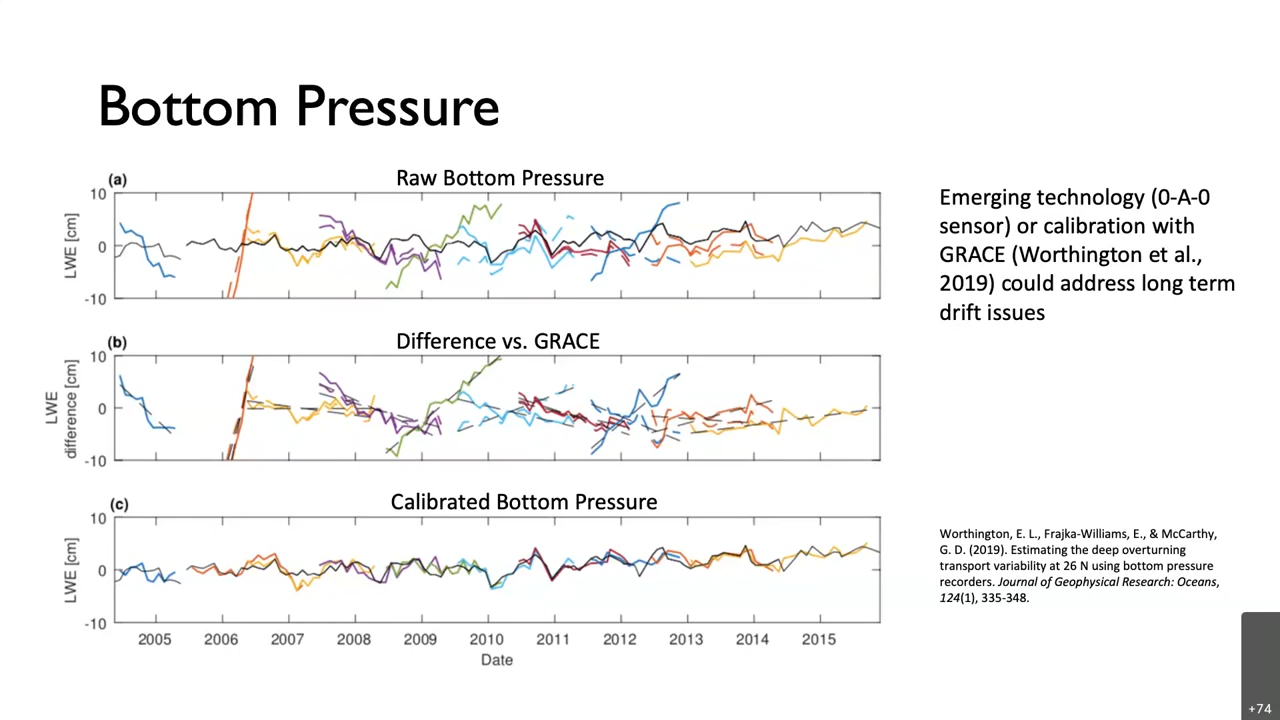 Bottom Pressure
(a)
Raw Bottom Pressure
10
0
-10
LWE [cm]
(b)
Difference vs. GRACE
10
0
-10
LWE
difference [cm]
(c)
Calibrated Bottom Pressure
10
0
-10
LWE [cm]
2005 2006 2007 2008 2009 2010 2011 2012 2013 2014 2015
Date
Emerging technology (0-A-0
sensor) or calibration with
GRACE (Worthington et al.,
2019) could address long term
drift issues
Worthington, E. L., Frajka-Williams, E., & McCarthy,
G. D. (2019). Estimating the deep overturning
transport variability at 26 N using bottom pressure
recorders. Journal of Geophysical Research: Oceans,
124(1), 335-348.
+74